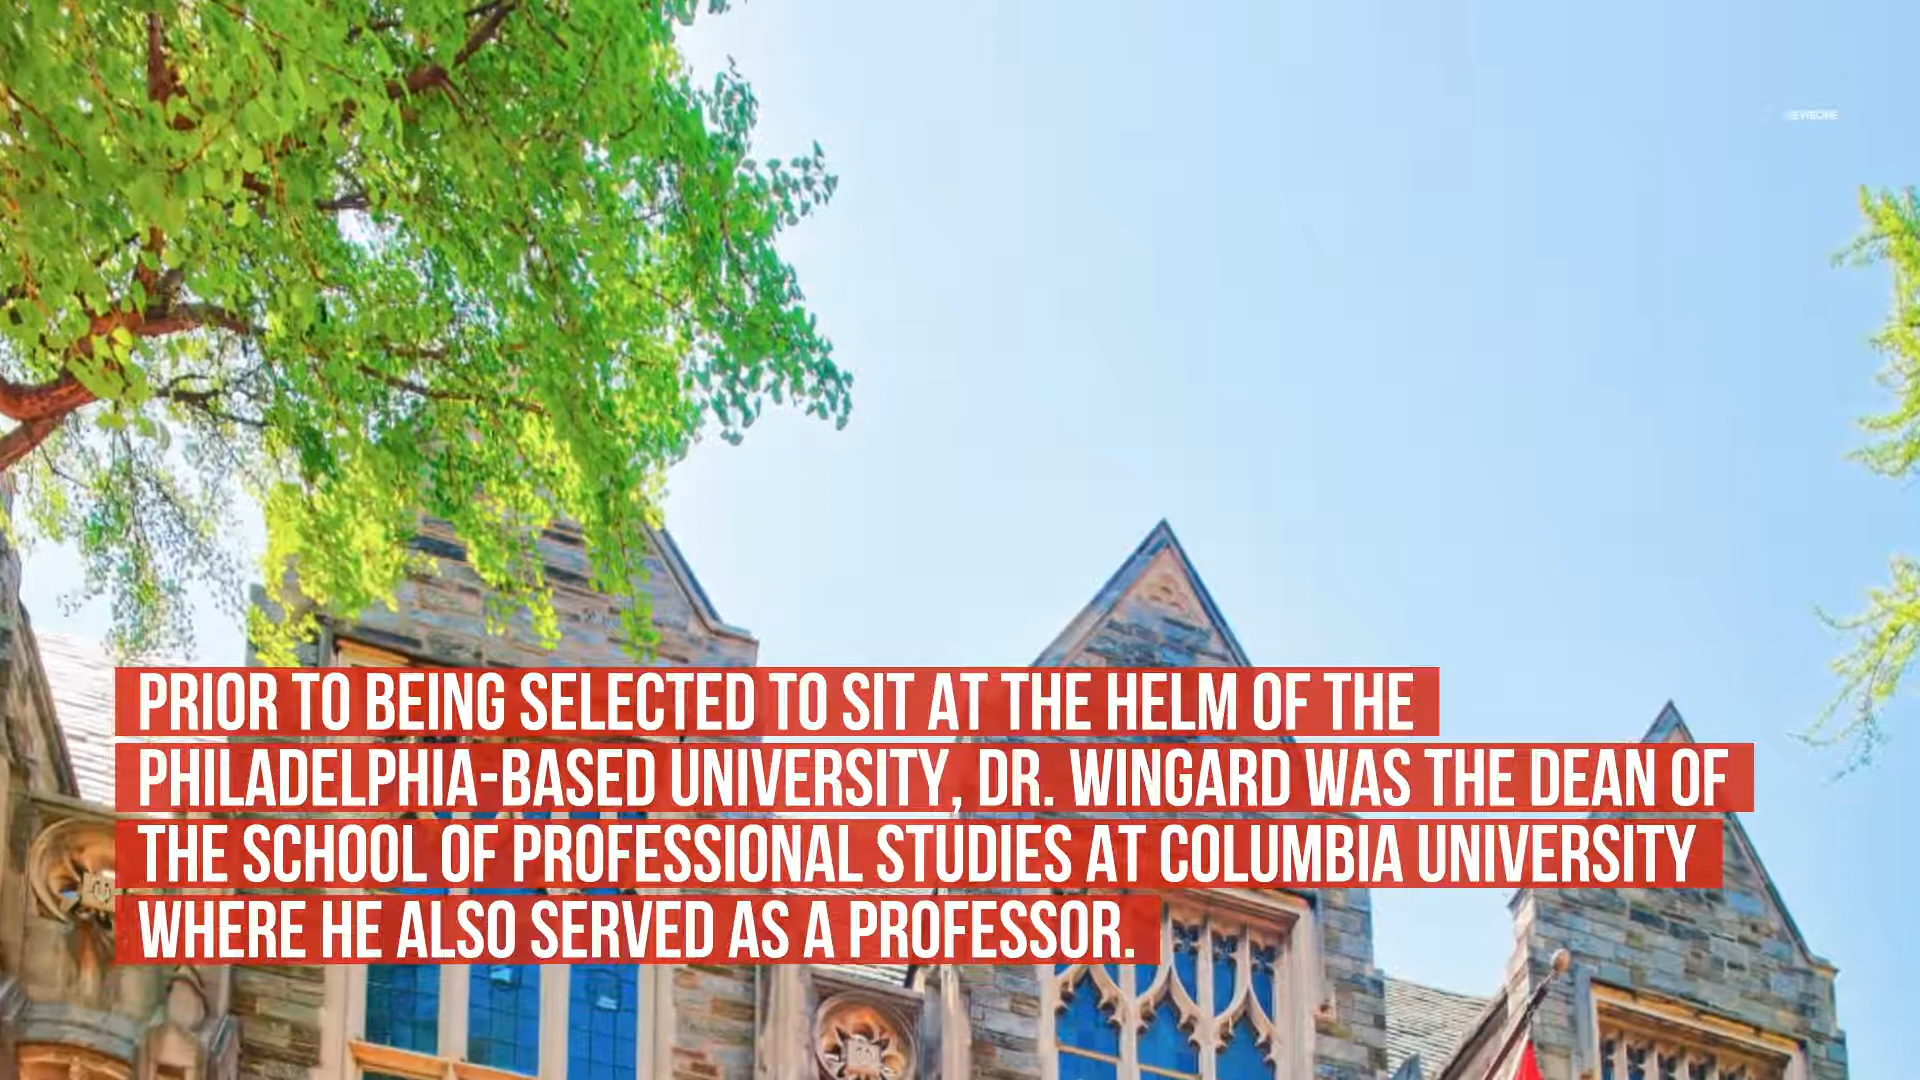 PRIOR TO BEING SELECTED TO SIT AT THE HELM OF THE
PHILADELPHIA-BASED UNIVERSITY, DR. WINGARD WAS THE DEAN OF
THE SCHOOL OF PROFESSIONAL STUDIES AT COLUMBIA UNIVERSITY
WHERE HE ALSO SERVED AS A PROFESSOR.